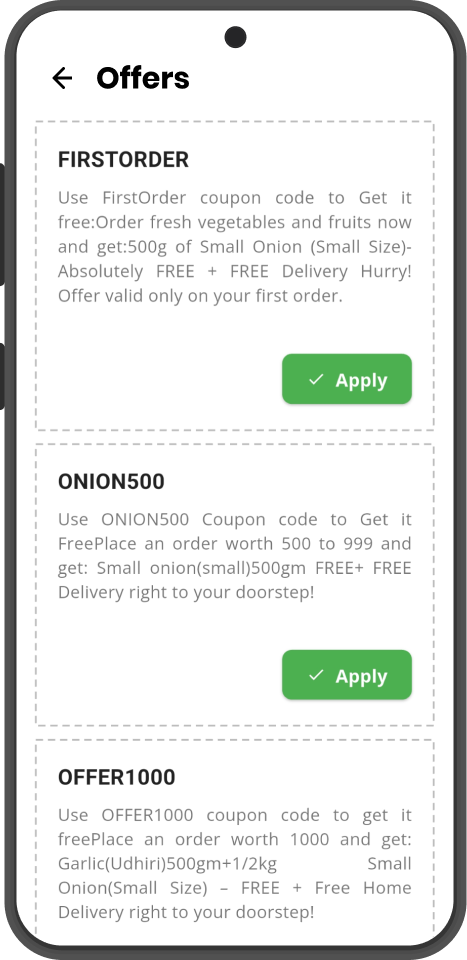 Offers
FIRSTORDER
Use FirstOrder coupon code to Get it
free:Order fresh vegetables and fruits now
and get:500g of Small Onion (Small Size)-
Absolutely FREE + FREE Delivery Hurry!
Offer valid only on your first order.
Apply
ONION500
Use ONION500 Coupon code to Get it
FreePlace an order worth 500 to 999 and
get: Small onion(small)500gm FREE+ FREE
Delivery right to your doorstep!
Apply
OFFER1000
Use OFFER1000 coupon code to get it
freePlace an order worth 1000 and get:
Garlic(Udhiri)500gm+1/2kg Small
Onion(Small Size) – FREE + Free Home
Delivery right to your doorstep!